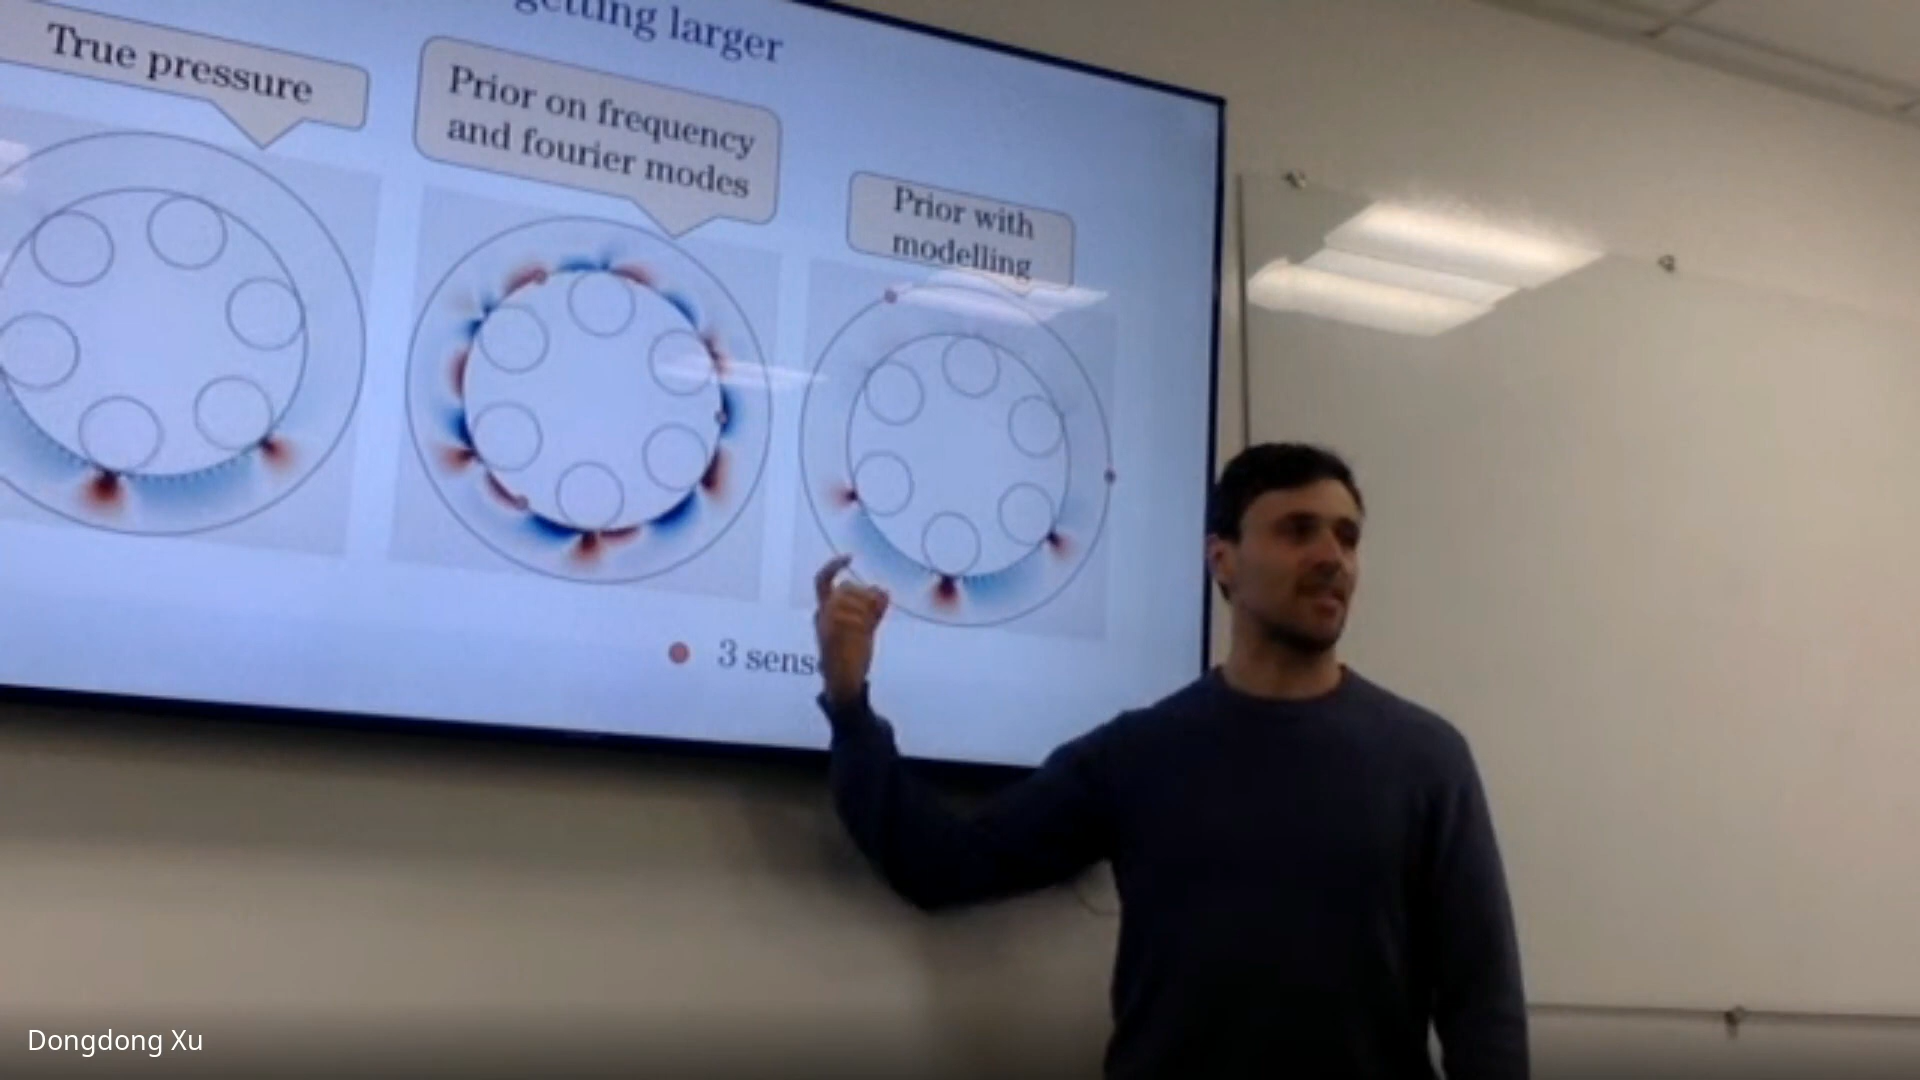 getting larger
True pressure
Prior on frequency
and fourier modes
Prior with
modelling
3 sens
Dongdong Xu